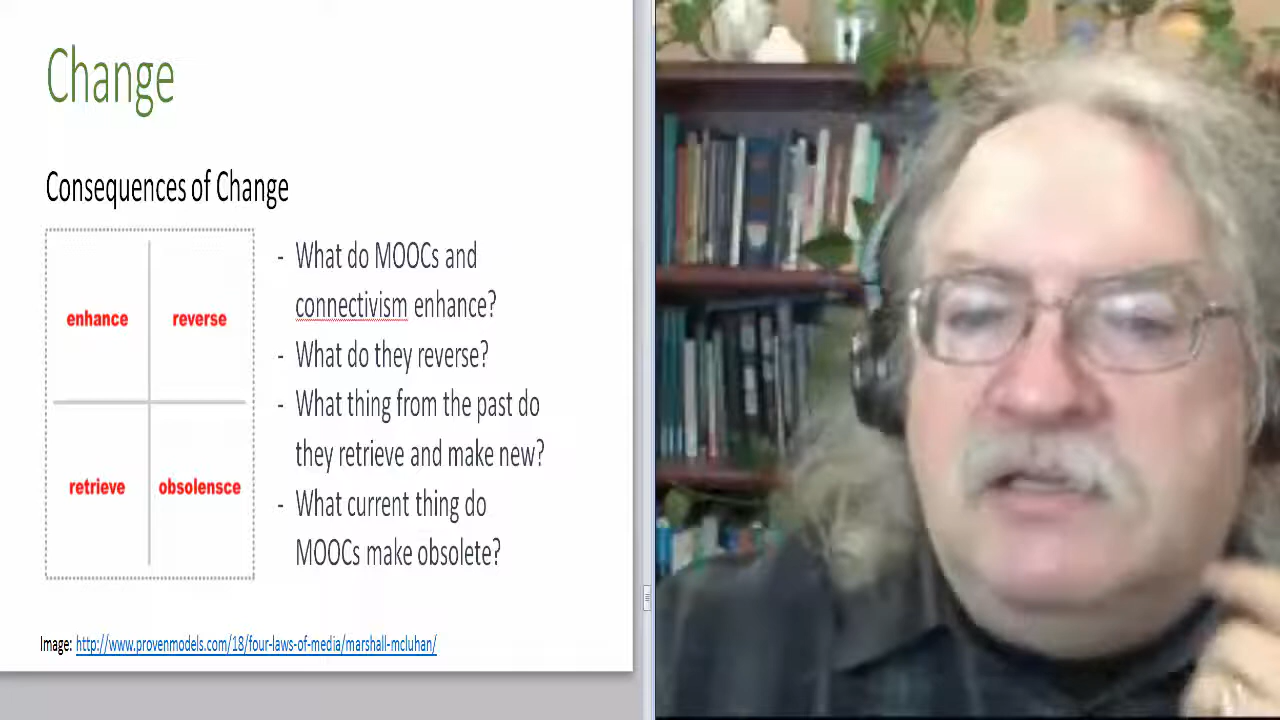 Change
Consequences of Change
enhance
reverse
retrieve
obsolensce
- What do MOOCs and
connectivism enhance?
- What do they reverse?
- What thing from the past do
they retrieve and make new?
- What current thing do
MOOCs make obsolete?
Image: http://www.provenmodels.com/18/four-laws-of-media/marshall-mcluhan/